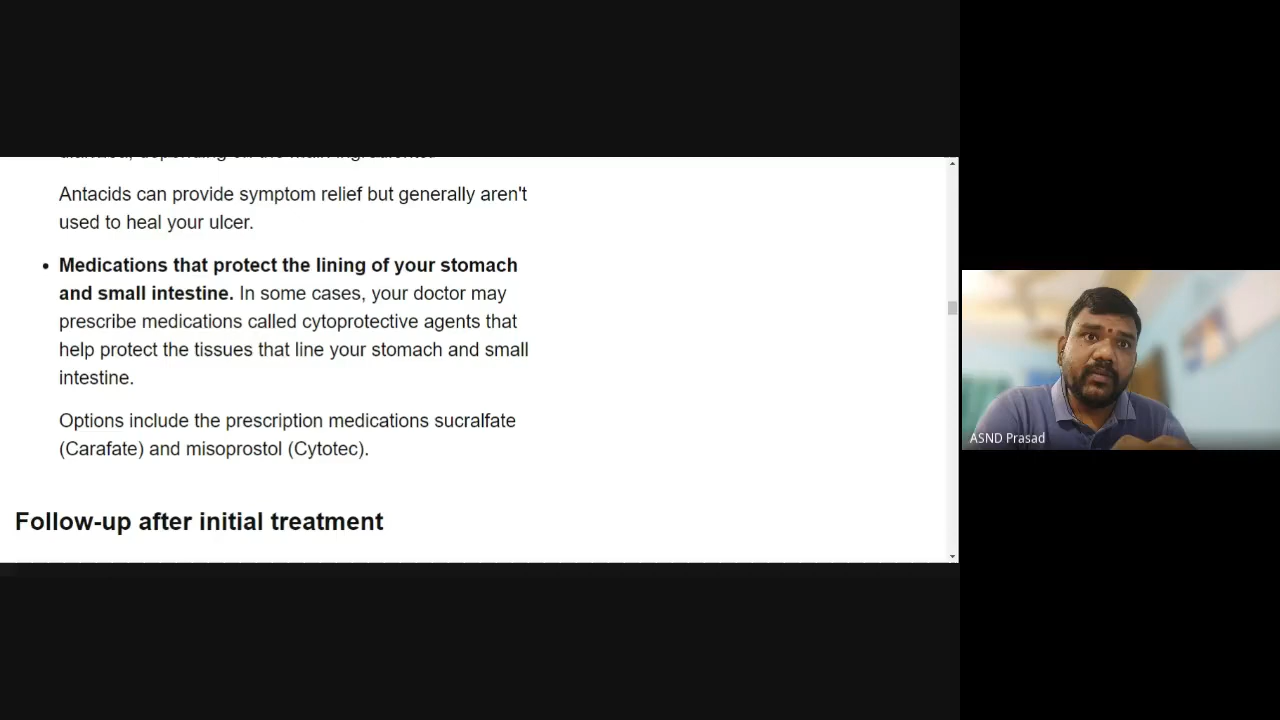 Antacids can provide symptom relief but generally aren't
used to heal your ulcer.
• Medications that protect the lining of your stomach
and small intestine. In some cases, your doctor may
prescribe medications called cytoprotective agents that
help protect the tissues that line your stomach and small
intestine.
Options include the prescription medications sucralfate
(Carafate) and misoprostol (Cytotec).
Follow-up after initial treatment
ASND Prasad